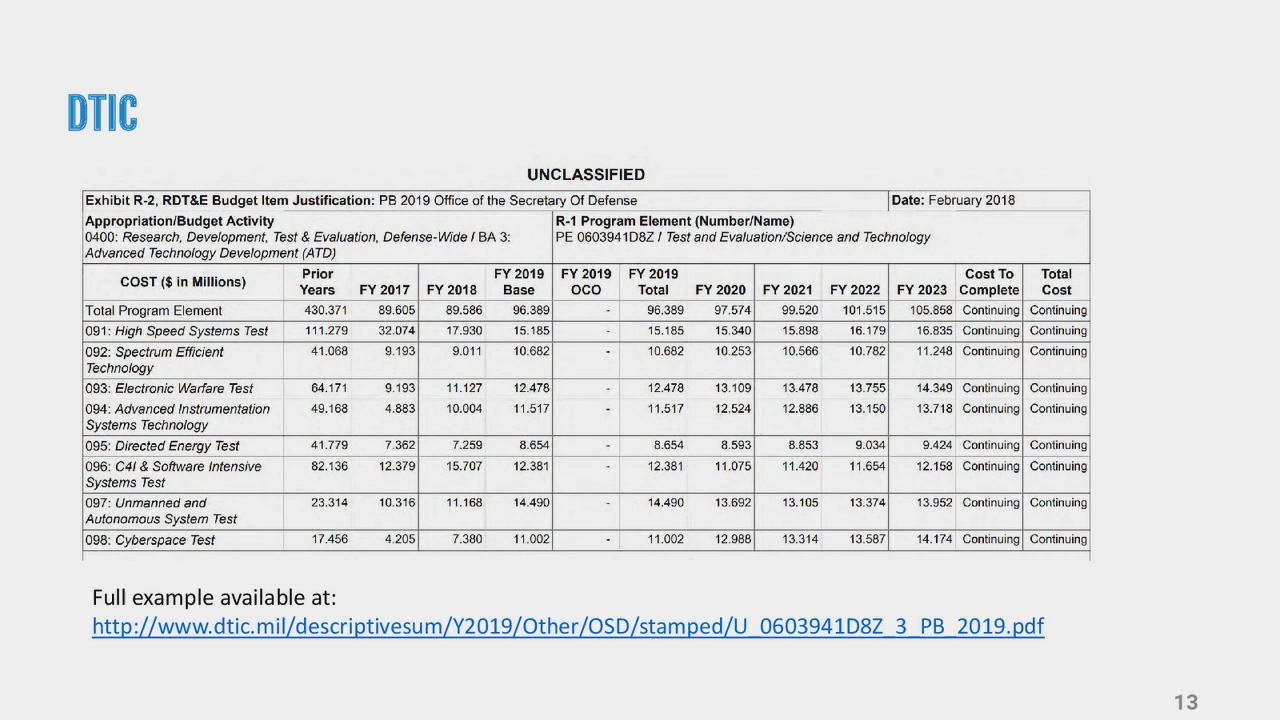 DTIC
UNCLASSIFIED
Exhibit R-2, RDT&E Budget Item Justification: PB 2019 Office of the Secretary Of Defense Date: February 2018
Appropriation/Budget Activity R-1 Program Element (Number/Name)
0400: Research, Development, Test & Evaluation, Defense-Wide / BA 3: PE 0603941D8Z / Test and Evaluation/Science and Technology
Advanced Technology Development (ATD)
COST ($ in Millions) Prior Years FY 2017 FY 2018 FY 2019 Base FY 2019 OCO FY 2019 Total FY 2020 FY 2021 FY 2022 FY 2023 Cost To Complete Total Cost
Total Program Element 430.371 89.605 89.586 96.389 - 96.389 97.574 99.520 101.515 105.858 Continuing Continuing
091: High Speed Systems Test 111.279 32.074 17.930 15.185 - 15.185 15.340 15.898 16.179 16.835 Continuing Continuing
092: Spectrum Efficient 41.068 9.193 9.011 10.682 - 10.682 10.253 10.566 10.782 11.248 Continuing Continuing
Technology
093: Electronic Warfare Test 64.171 9.193 11.127 12.478 - 12.478 13.109 13.478 13.755 14.349 Continuing Continuing
094: Advanced Instrumentation 49.168 4.883 10.004 11.517 - 11.517 12.524 12.886 13.150 13.718 Continuing Continuing
Systems Technology
095: Directed Energy Test 41.779 7.362 7.259 8.654 - 8.654 8.593 8.853 9.034 9.424 Continuing Continuing
096: C4I & Software Intensive 82.136 12.379 15.707 12.381 - 12.381 11.075 11.420 11.654 12.158 Continuing Continuing
Systems Test
097: Unmanned and 23.314 10.316 11.168 14.490 - 14.490 13.692 13.105 13.374 13.952 Continuing Continuing
Autonomous System Test
098: Cyberspace Test 17.456 4.205 7.380 11.002 - 11.002 12.988 13.314 13.587 14.174 Continuing Continuing
Full example available at:
http://www.dtic.mil/descriptivesum/Y2019/Other/OSD/stamped/U_0603941D8Z_3_PB_2019.pdf
13